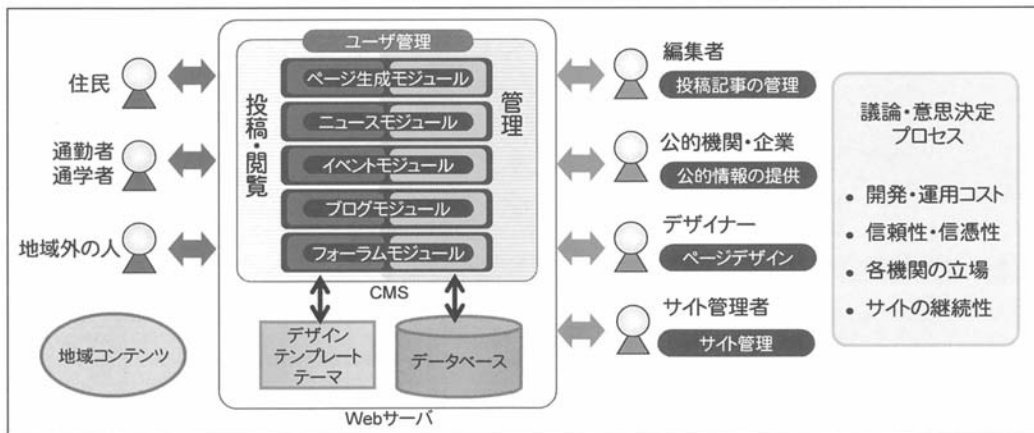 住民
通勤者
通学者
地域外の人
地域コンテンツ
ユーザ管理
投稿・閲覧
管理
ページ生成モジュール
ニュースモジュール
イベントモジュール
ブログモジュール
フォーラムモジュール
CMS
デザイン
テンプレート
テーマ
データベース
Webサーバ
編集者
投稿記事の管理
公的機関・企業
公的情報の提供
デザイナー
ページデザイン
サイト管理者
サイト管理
議論・意思決定
プロセス
• 開発・運用コスト
• 信頼性・信憑性
• 各機関の立場
• サイトの継続性